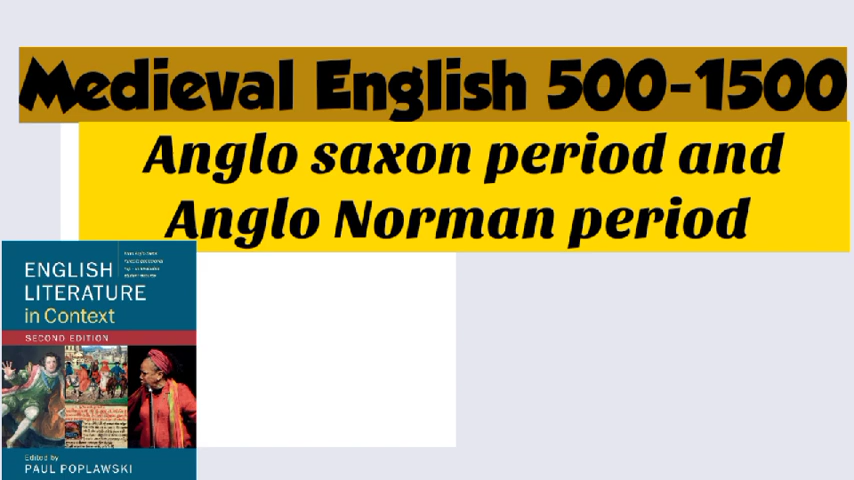 Medieval English 500-1500
Anglo saxon period and
Anglo Norman period
ENGLISH
LITERATURE
in Context
SECOND EDITION
Edited by
PAUL POPLAWSKI